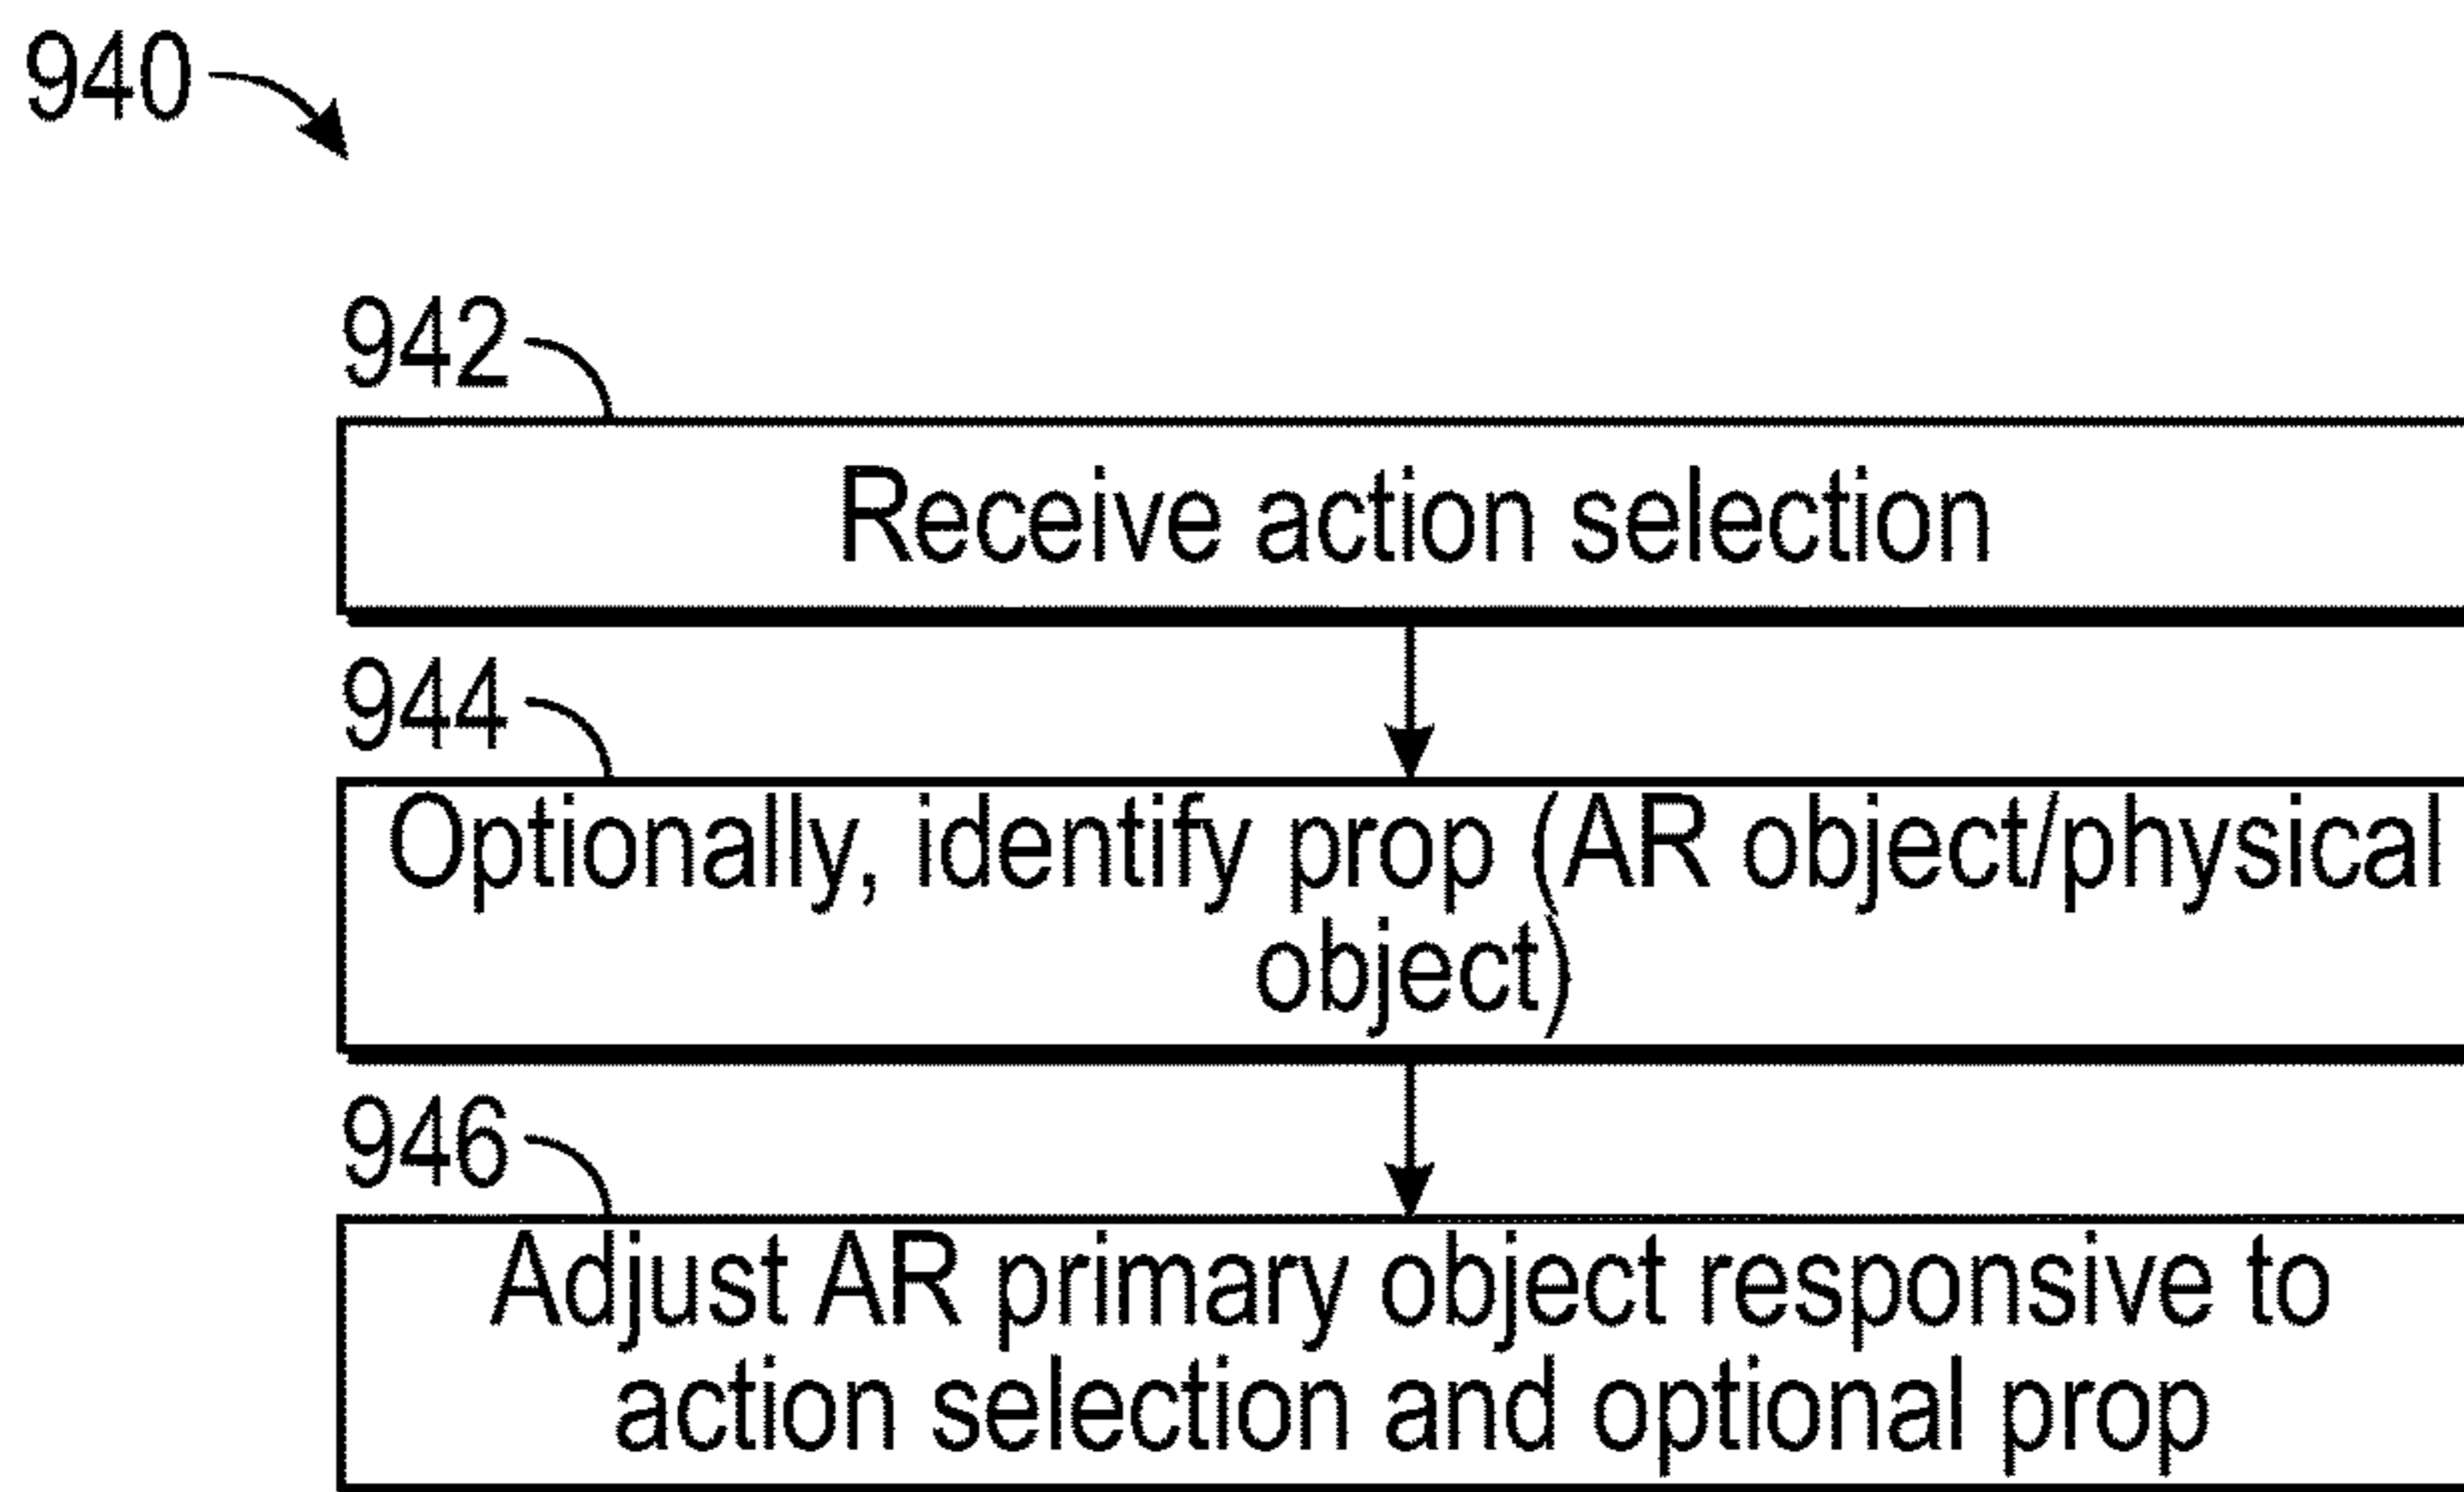 940
942
Receive action selection
944
Optionally, identify prop (AR object/physical
object)
946
Adjust AR primary object responsive to
action selection and optional prop